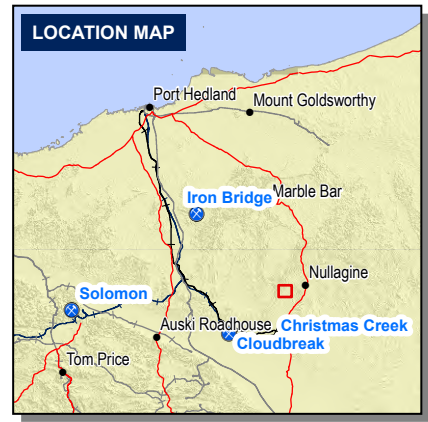 LOCATION MAP
Port Hedland
Mount Goldsworthy
Marble Bar
Iron Bridge
Nullagine
Solomon
Auski Roadhouse
Christmas Creek
Cloudbreak
Tom Price